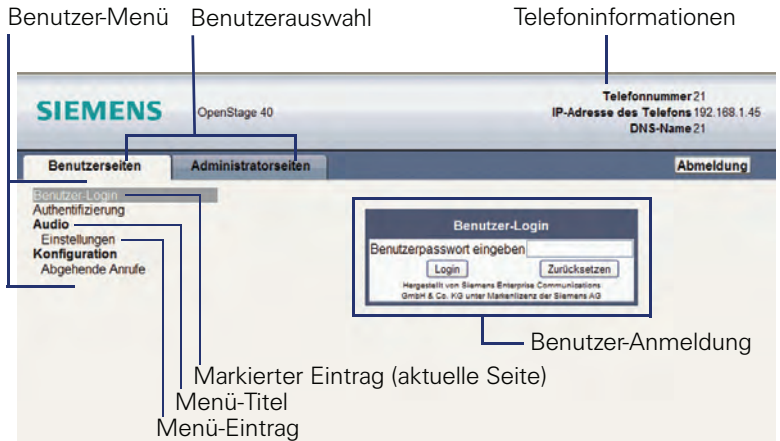 Benutzer-Menü Benutzerauswahl Telefoninformationen
SIEMENS OpenStage 40
Telefonnummer 21
IP-Adresse des Telefons 192.168.1.45
DNS-Name 21
Benutzerseiten Administratorseiten Abmeldung
Benutzer-Login
Authentifizierung
Audio
Einstellungen
Konfiguration
Abgehende Anrufe
Benutzer-Login
Benutzerpasswort eingeben
Login Zurücksetzen
Hergestellt von Siemens Enterprise Communications
GmbH & Co. KG unter Markenlizenz der Siemens AG
Benutzer-Anmeldung
Markierter Eintrag (aktuelle Seite)
Menü-Titel
Menü-Eintrag